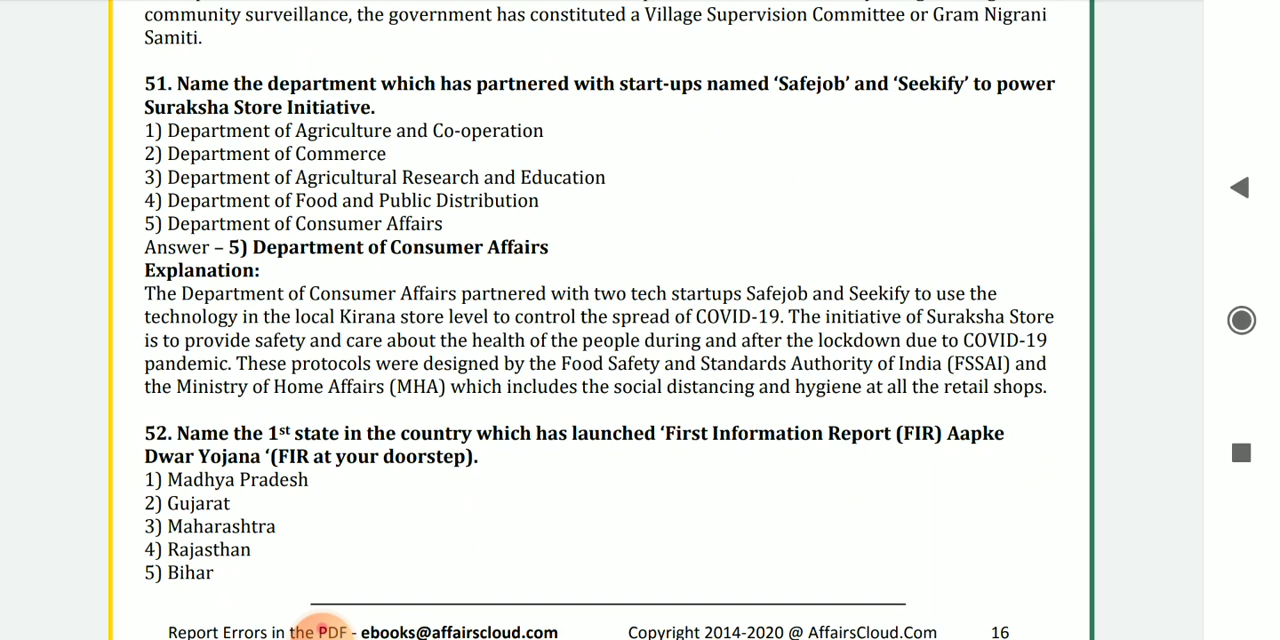 community surveillance, the government has constituted a Village Supervision Committee or Gram Nigrani
Samiti.
51. Name the department which has partnered with start-ups named ‘Safejob’ and ‘Seekify’ to power
Suraksha Store Initiative.
1) Department of Agriculture and Co-operation
2) Department of Commerce
3) Department of Agricultural Research and Education
4) Department of Food and Public Distribution
5) Department of Consumer Affairs
Answer – 5) Department of Consumer Affairs
Explanation:
The Department of Consumer Affairs partnered with two tech startups Safejob and Seekify to use the
technology in the local Kirana store level to control the spread of COVID-19. The initiative of Suraksha Store
is to provide safety and care about the health of the people during and after the lockdown due to COVID-19
pandemic. These protocols were designed by the Food Safety and Standards Authority of India (FSSAI) and
the Ministry of Home Affairs (MHA) which includes the social distancing and hygiene at all the retail shops.
52. Name the 1st state in the country which has launched ‘First Information Report (FIR) Aapke
Dwar Yojana ‘(FIR at your doorstep).
1) Madhya Pradesh
2) Gujarat
3) Maharashtra
4) Rajasthan
5) Bihar
Report Errors in the PDF - ebooks@affairscloud.com Copyright 2014-2020 @ AffairsCloud.Com 16